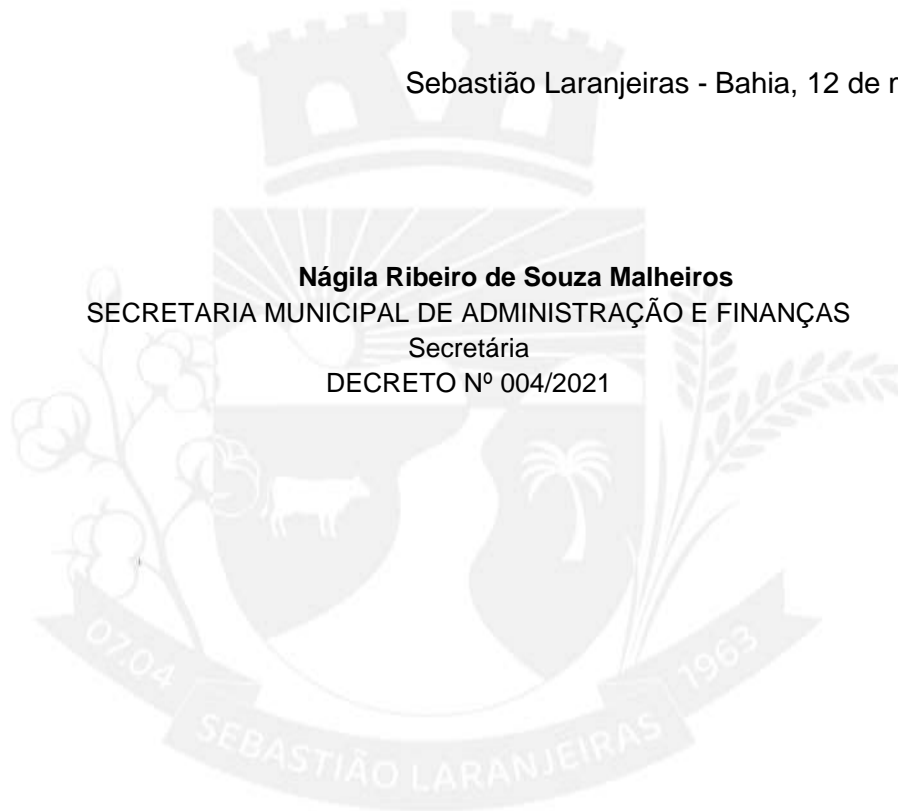 Sebastião Laranjeiras - Bahia, 12 de
Nágila Ribeiro de Souza Malheiros
SECRETARIA MUNICIPAL DE ADMINISTRAÇÃO E FINANÇAS
Secretária
DECRETO Nº 004/2021
07.04
1963
SEBASTIÃO LARANJEIRAS